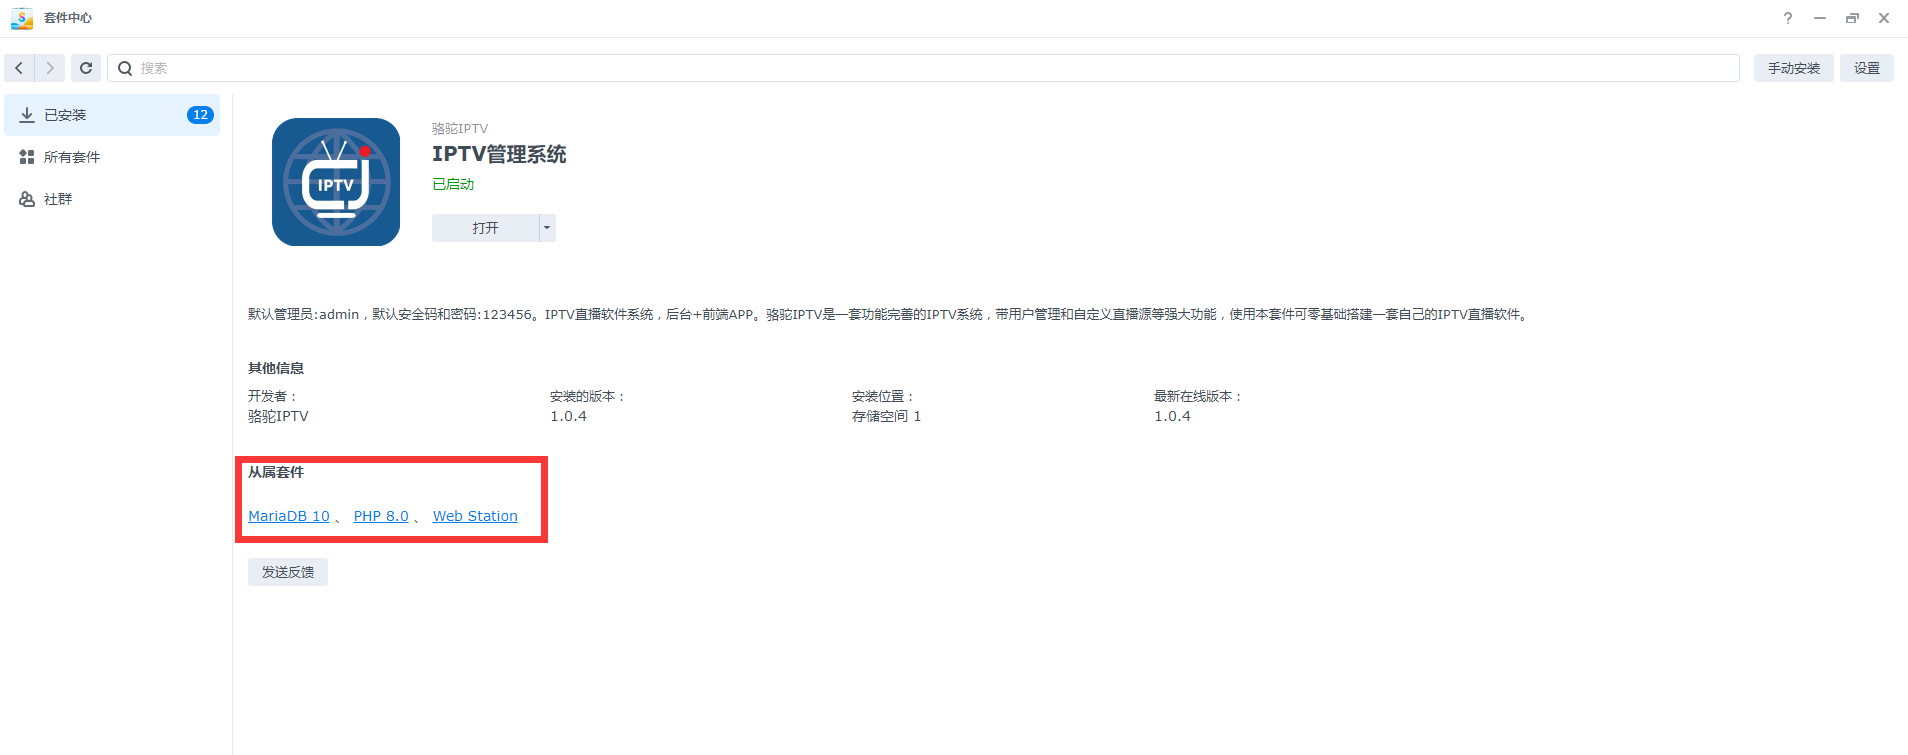 套件中心
搜索
手动安装
设置
已安装
12
所有套件
社群
IPTV
骆驼IPTV
IPTV管理系统
已启动
打开
默认管理员:admin，默认安全码和密码:123456。IPTV直播软件系统，后台+前端APP。骆驼IPTV是一套功能完善的IPTV系统，带用户管理和自定义直播源等强大功能，使用本套件可零基础搭建一套自己的IPTV直播软件。
其他信息
开发者： 安装的版本： 安装位置： 最新在线版本：
骆驼IPTV 1.0.4 存储空间 1 1.0.4
从属套件
MariaDB 10 、 PHP 8.0 、 Web Station
发送反馈